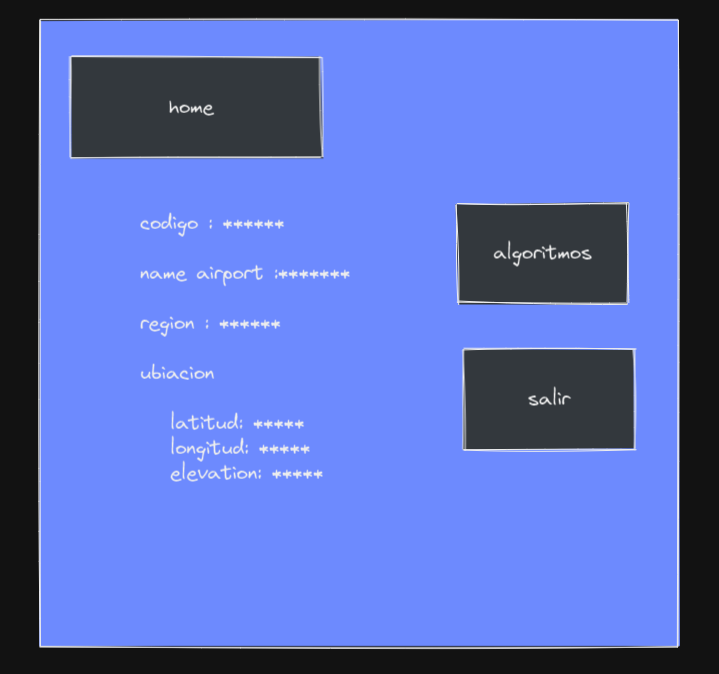 home
codigo : ******
algoritmos
name airport :*******
region : ******
ubiacion
salir
latitud: *****
longitud: *****
elevation: *****